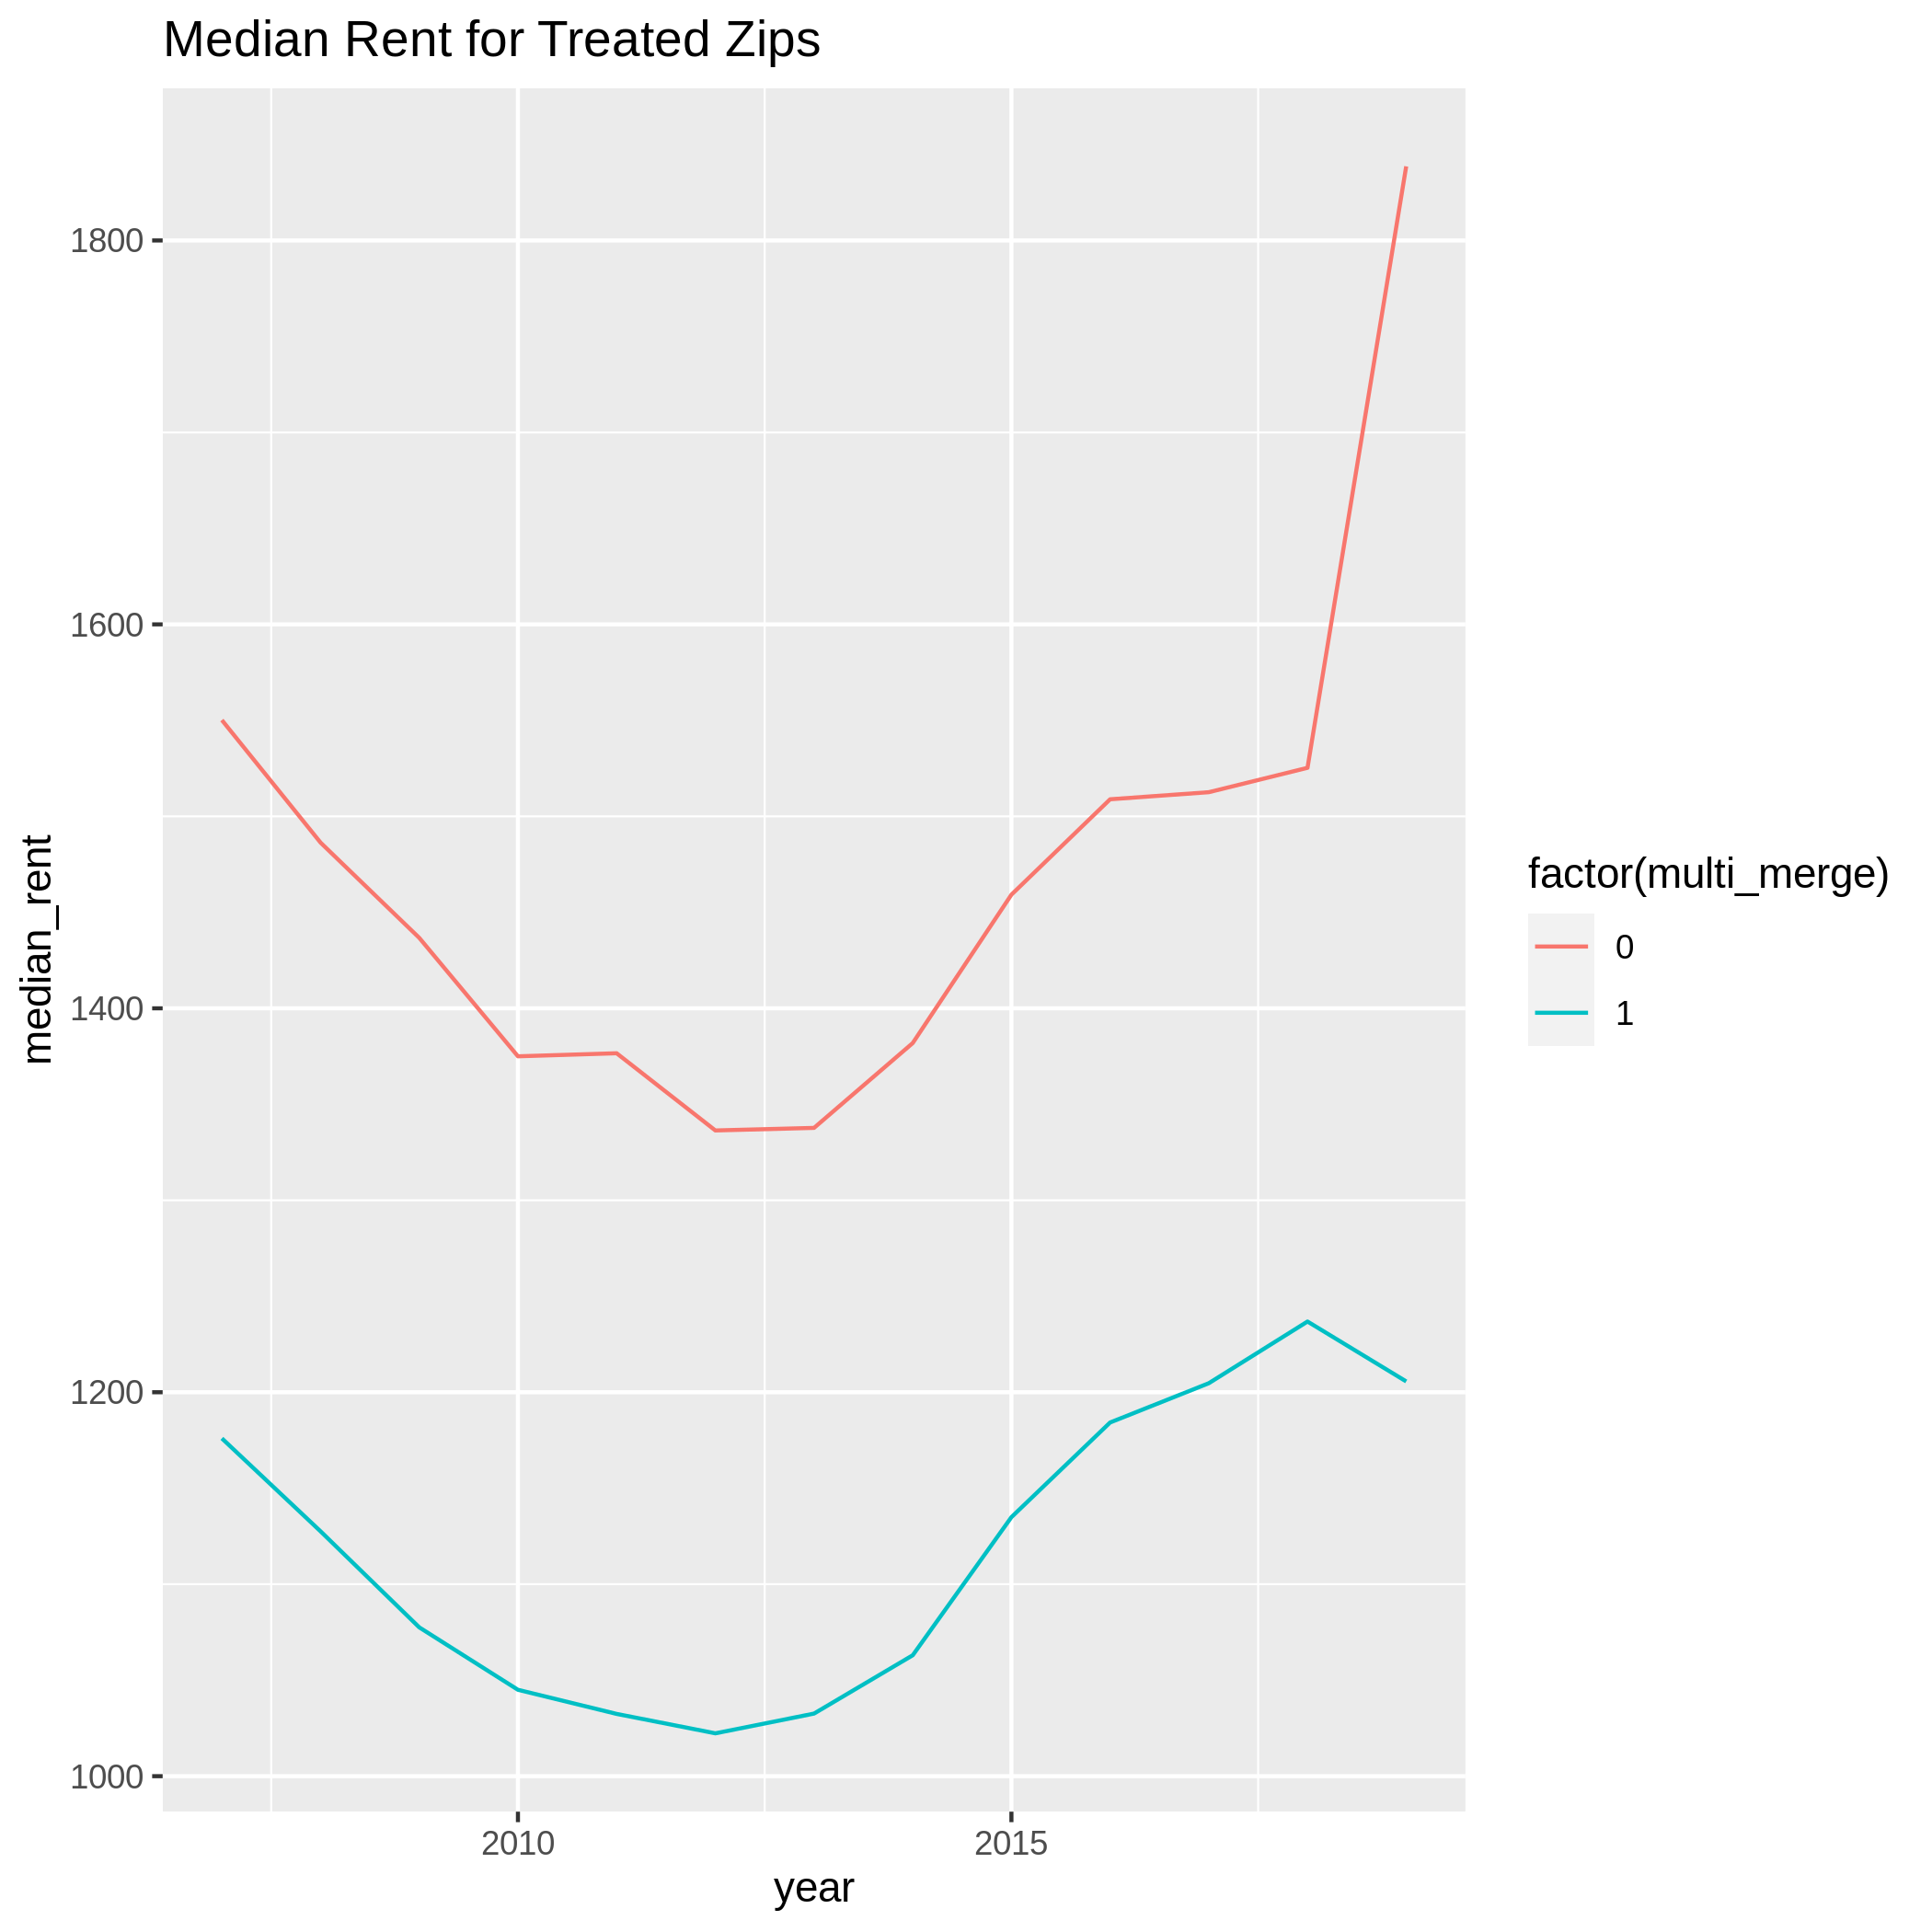 Median Rent for Treated Zips
1800
1600
1400
1200
1000
median_rent
2010
2015
year
factor(multi_merge)
0
1